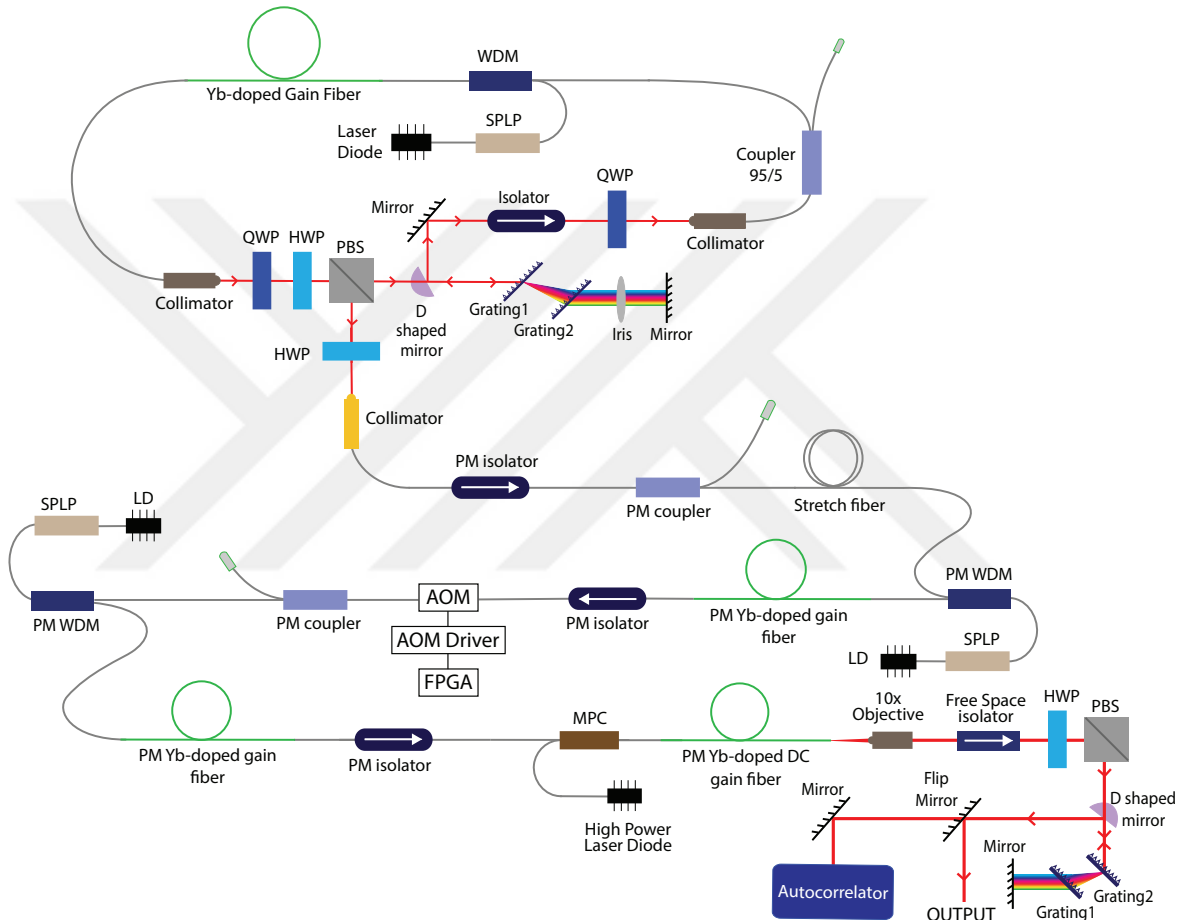 WDM
Yb-doped Gain Fiber
SPLP
Laser
Diode
Coupler
95/5
QWP
Isolator
Mirror
Collimator
QWP
HWP
PBS
Collimator
D
shaped
mirror
Grating1
Grating2
Iris
Mirror
HWP
Collimator
PM isolator
PM coupler
Stretch fiber
SPLP
LD
PM WDM
PM coupler
AOM
AOM Driver
FPGA
PM isolator
PM Yb-doped gain
fiber
PM WDM
SPLP
LD
PM Yb-doped gain
fiber
PM isolator
MPC
High Power
Laser Diode
PM Yb-doped DC
gain fiber
10x
Objective
Free Space
isolator
HWP
PBS
D shaped
mirror
Flip
Mirror
Mirror
Autocorrelator
OUTPUT
Mirror
Grating1
Grating2